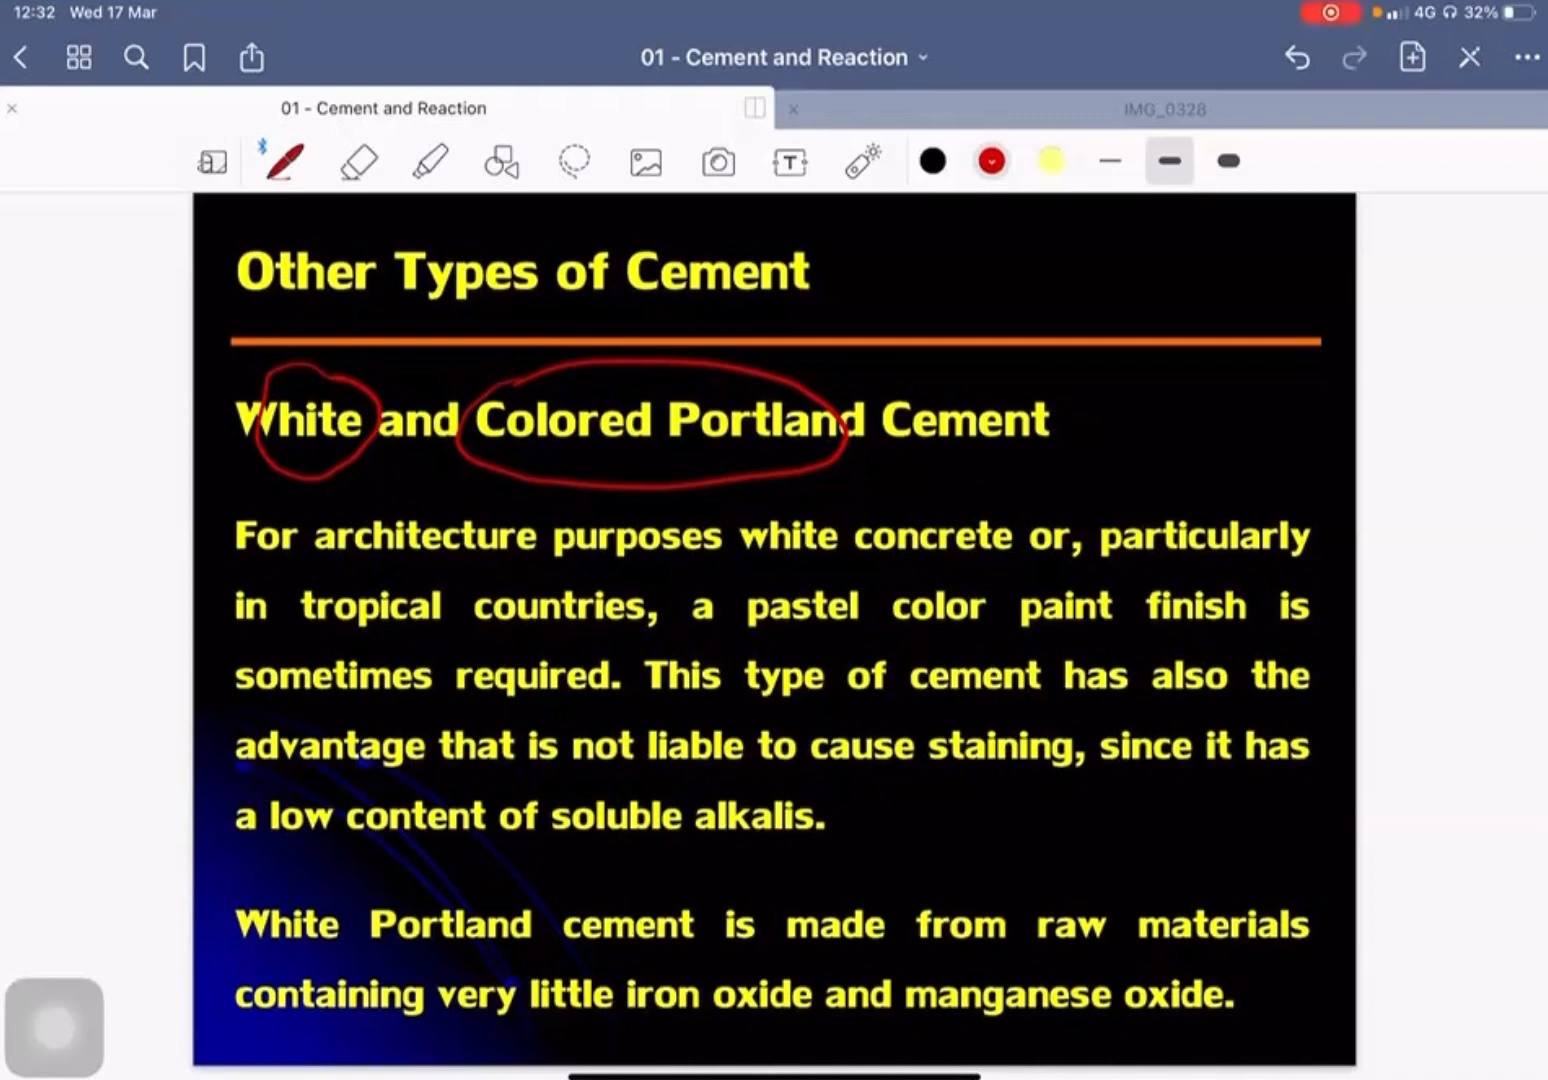 12:32 Wed 17 Mar
4G 32%
01 - Cement and Reaction
01 - Cement and Reaction
IMG_0328
Other Types of Cement
White and Colored Portland Cement
For architecture purposes white concrete or, particularly
in tropical countries, a pastel color paint finish is
sometimes required. This type of cement has also the
advantage that is not liable to cause staining, since it has
a low content of soluble alkalis.
White Portland cement is made from raw materials
containing very little iron oxide and manganese oxide.